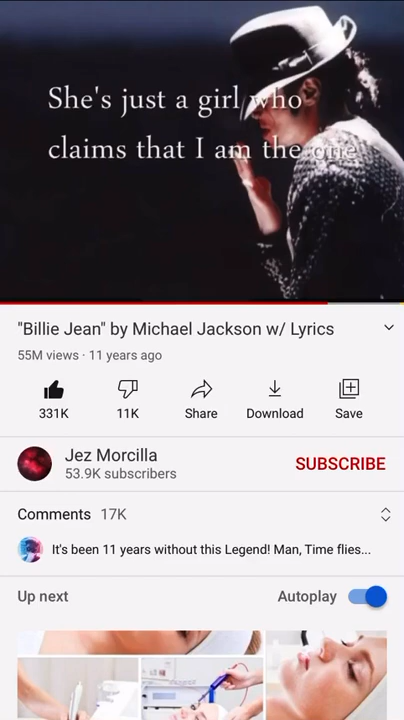 She's just a girl who
claims that I am the one
"Billie Jean" by Michael Jackson w/ Lyrics
55M views · 11 years ago
331K 11K Share Download Save
Jez Morcilla
53.9K subscribers
SUBSCRIBE
Comments 17K
It's been 11 years without this Legend! Man, Time flies...
Up next Autoplay